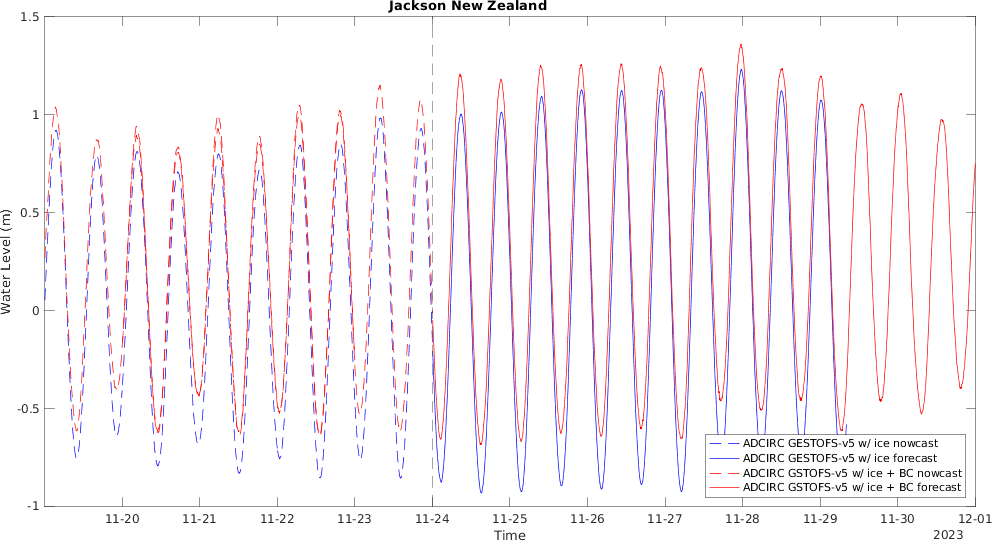 Jackson New Zealand
1.5
1
0.5
0
-0.5
-1
Water Level (m)
11-20
11-21
11-22
11-23
11-24
11-25
11-26
11-27
11-28
11-29
11-30
12-01
Time
2023
ADCIRC GESTOFS-v5 w/ ice nowcast
ADCIRC GESTOFS-v5 w/ ice forecast
ADCIRC GSTOFS-v5 w/ ice + BC nowcast
ADCIRC GSTOFS-v5 w/ ice + BC forecast